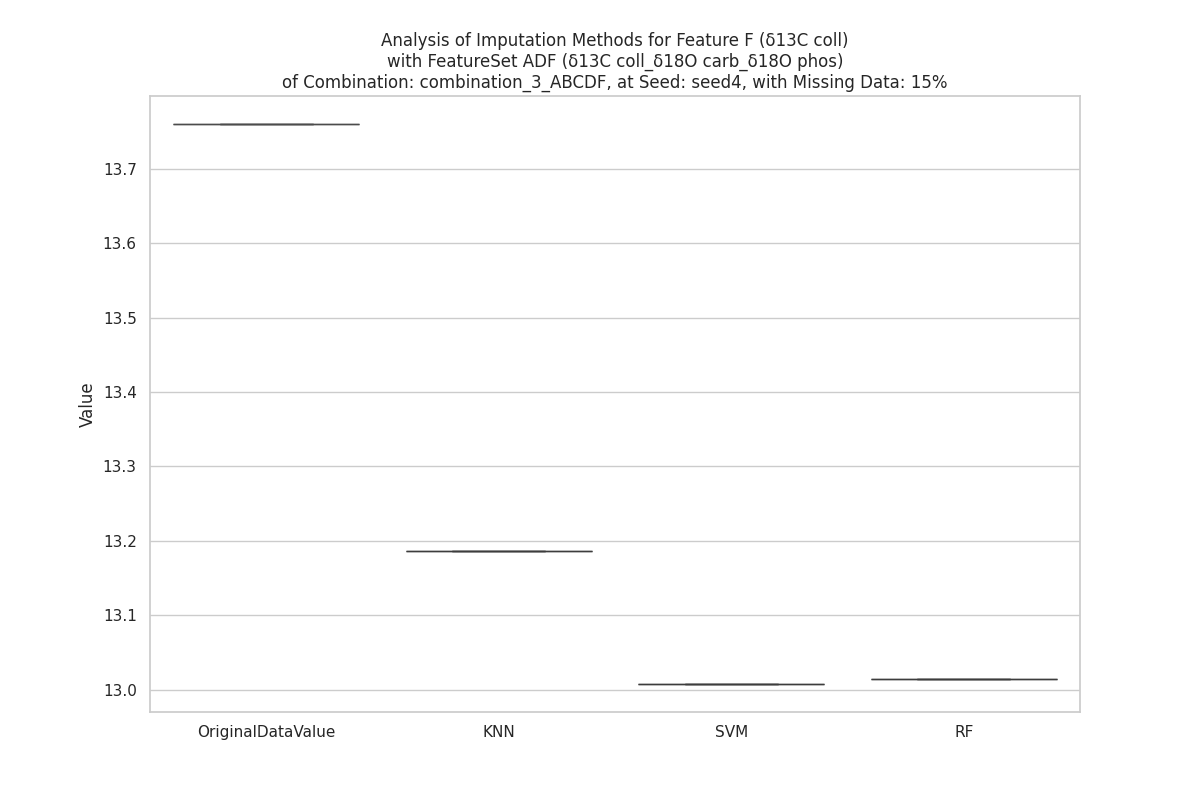 Analysis of Imputation Methods for Feature F (δ13C coll)
with FeatureSet ADF (δ13C coll_δ18O carb_δ18O phos)
of Combination: combination_3_ABCDF, at Seed: seed4, with Missing Data: 15%
13.7
13.6
13.5
13.4
13.3
13.2
13.1
13.0
Value
OriginalDataValue KNN SVM RF